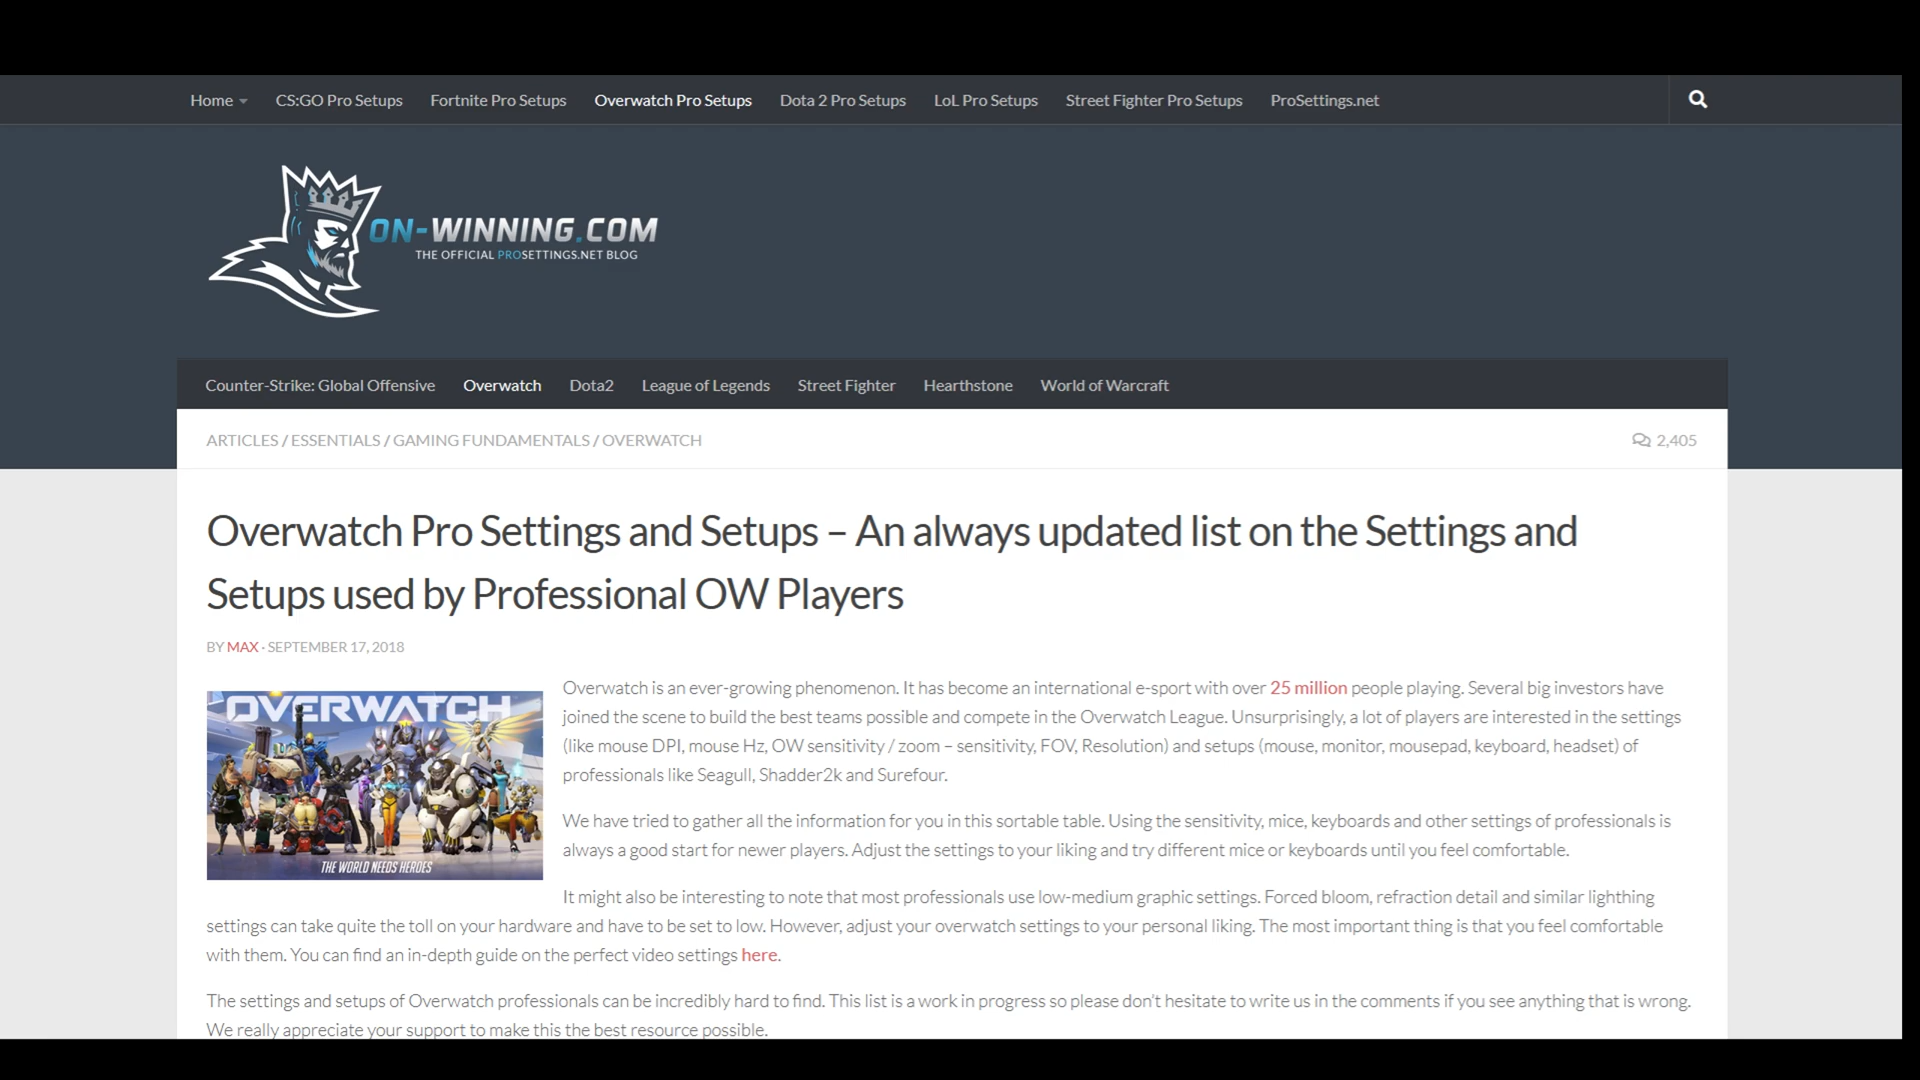 Home CS:GO Pro Setups Fortnite Pro Setups Overwatch Pro Setups Dota 2 Pro Setups LoL Pro Setups Street Fighter Pro Setups ProSettings.net
ON-WINNING.COM
THE OFFICIAL PROSETTINGS.NET BLOG
Counter-Strike: Global Offensive Overwatch Dota2 League of Legends Street Fighter Hearthstone World of Warcraft
ARTICLES / ESSENTIALS / GAMING FUNDAMENTALS / OVERWATCH 2,405
Overwatch Pro Settings and Setups – An always updated list on the Settings and
Setups used by Professional OW Players
BY MAX · SEPTEMBER 17, 2018
OVERWATCH
THE WORLD NEEDS HEROES
Overwatch is an ever-growing phenomenon. It has become an international e-sport with over 25 million people playing. Several big investors have
joined the scene to build the best teams possible and compete in the Overwatch League. Unsurprisingly, a lot of players are interested in the settings
(like mouse DPI, mouse Hz, OW sensitivity / zoom – sensitivity, FOV, Resolution) and setups (mouse, monitor, mousepad, keyboard, headset) of
professionals like Seagull, Shadder2k and Surefour.
We have tried to gather all the information for you in this sortable table. Using the sensitivity, mice, keyboards and other settings of professionals is
always a good start for newer players. Adjust the settings to your liking and try different mice or keyboards until you feel comfortable.
It might also be interesting to note that most professionals use low-medium graphic settings. Forced bloom, refraction detail and similar lighthing
settings can take quite the toll on your hardware and have to be set to low. However, adjust your overwatch settings to your personal liking. The most important thing is that you feel comfortable
with them. You can find an in-depth guide on the perfect video settings here.
The settings and setups of Overwatch professionals can be incredibly hard to find. This list is a work in progress so please don't hesitate to write us in the comments if you see anything that is wrong.
We really appreciate your support to make this the best resource possible.